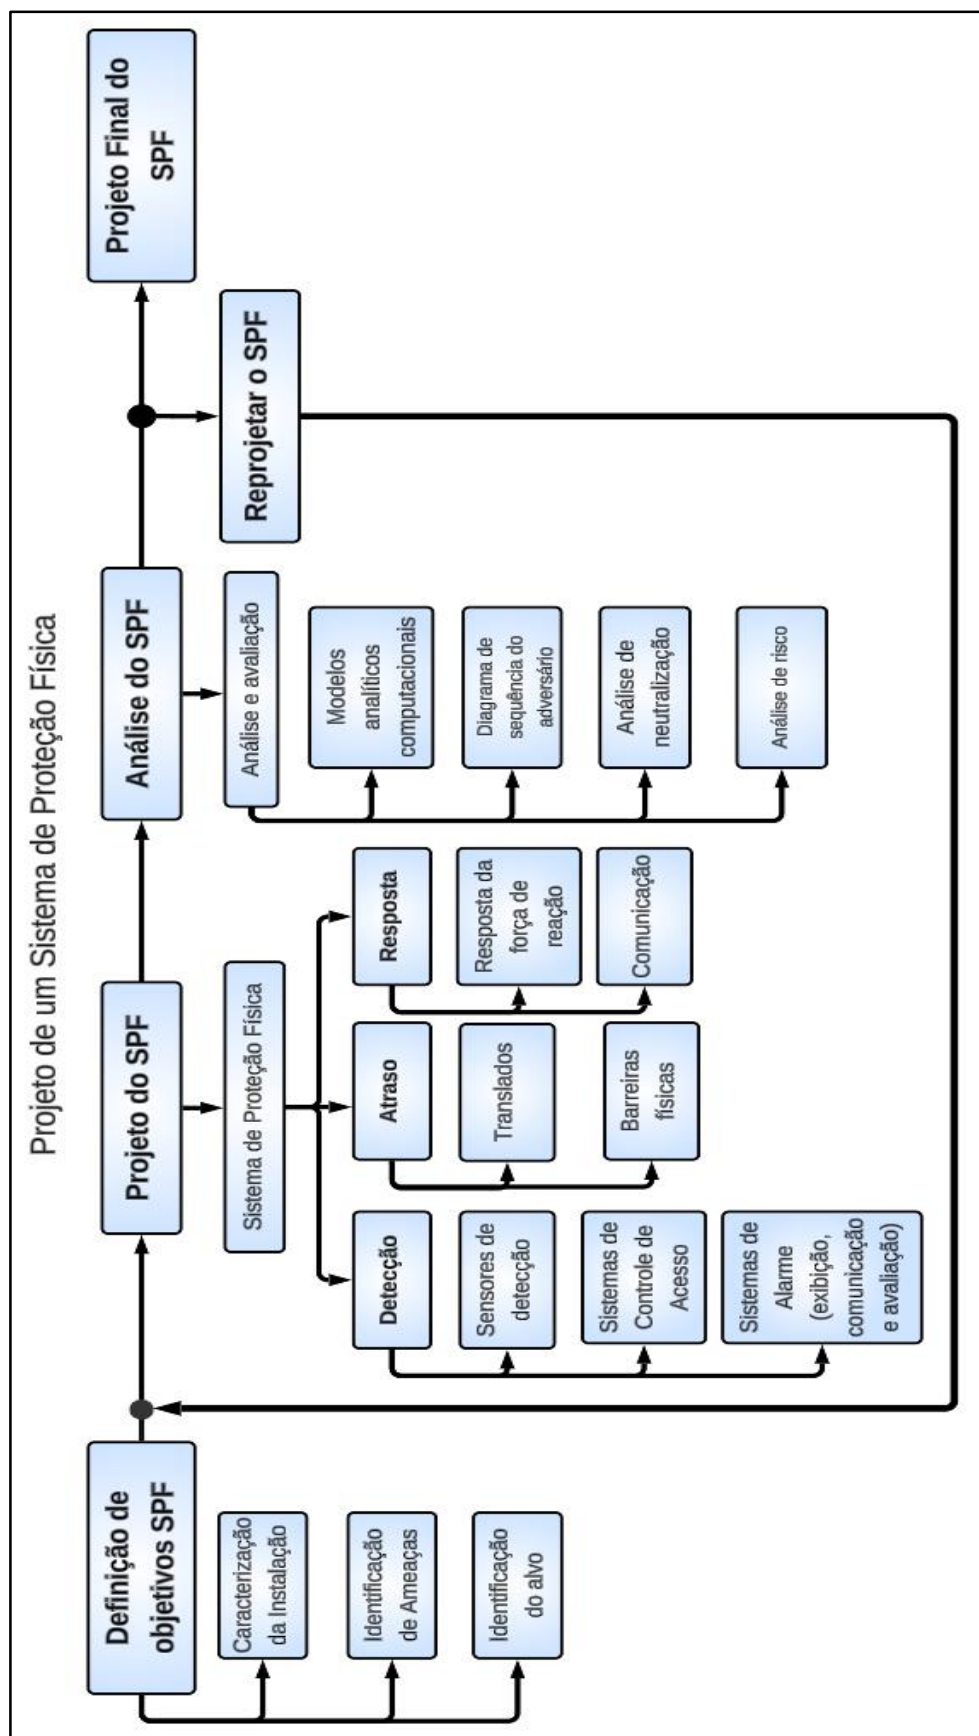 Projeto de um Sistema de Proteção Física
Definição de
objetivos SPF
Caracterização
da Instalação
Identificação
de Ameaças
Identificação
do alvo
Projeto do SPF
Sistema de Proteção Física
Detecção
Sensores de
detecção
Sistemas de
Controle de
Acesso
Sistemas de
Alarme
(exibição,
comunicação
e avaliação)
Atraso
Translados
Barreiras
físicas
Resposta
Resposta da
força de
reação
Comunicação
Análise do SPF
Análise e avaliação
Modelos
analíticos
computacionais
Diagrama de
sequência do
adversário
Análise de
neutralização
Análise de risco
Reprojetar o SPF
Projeto Final do
SPF